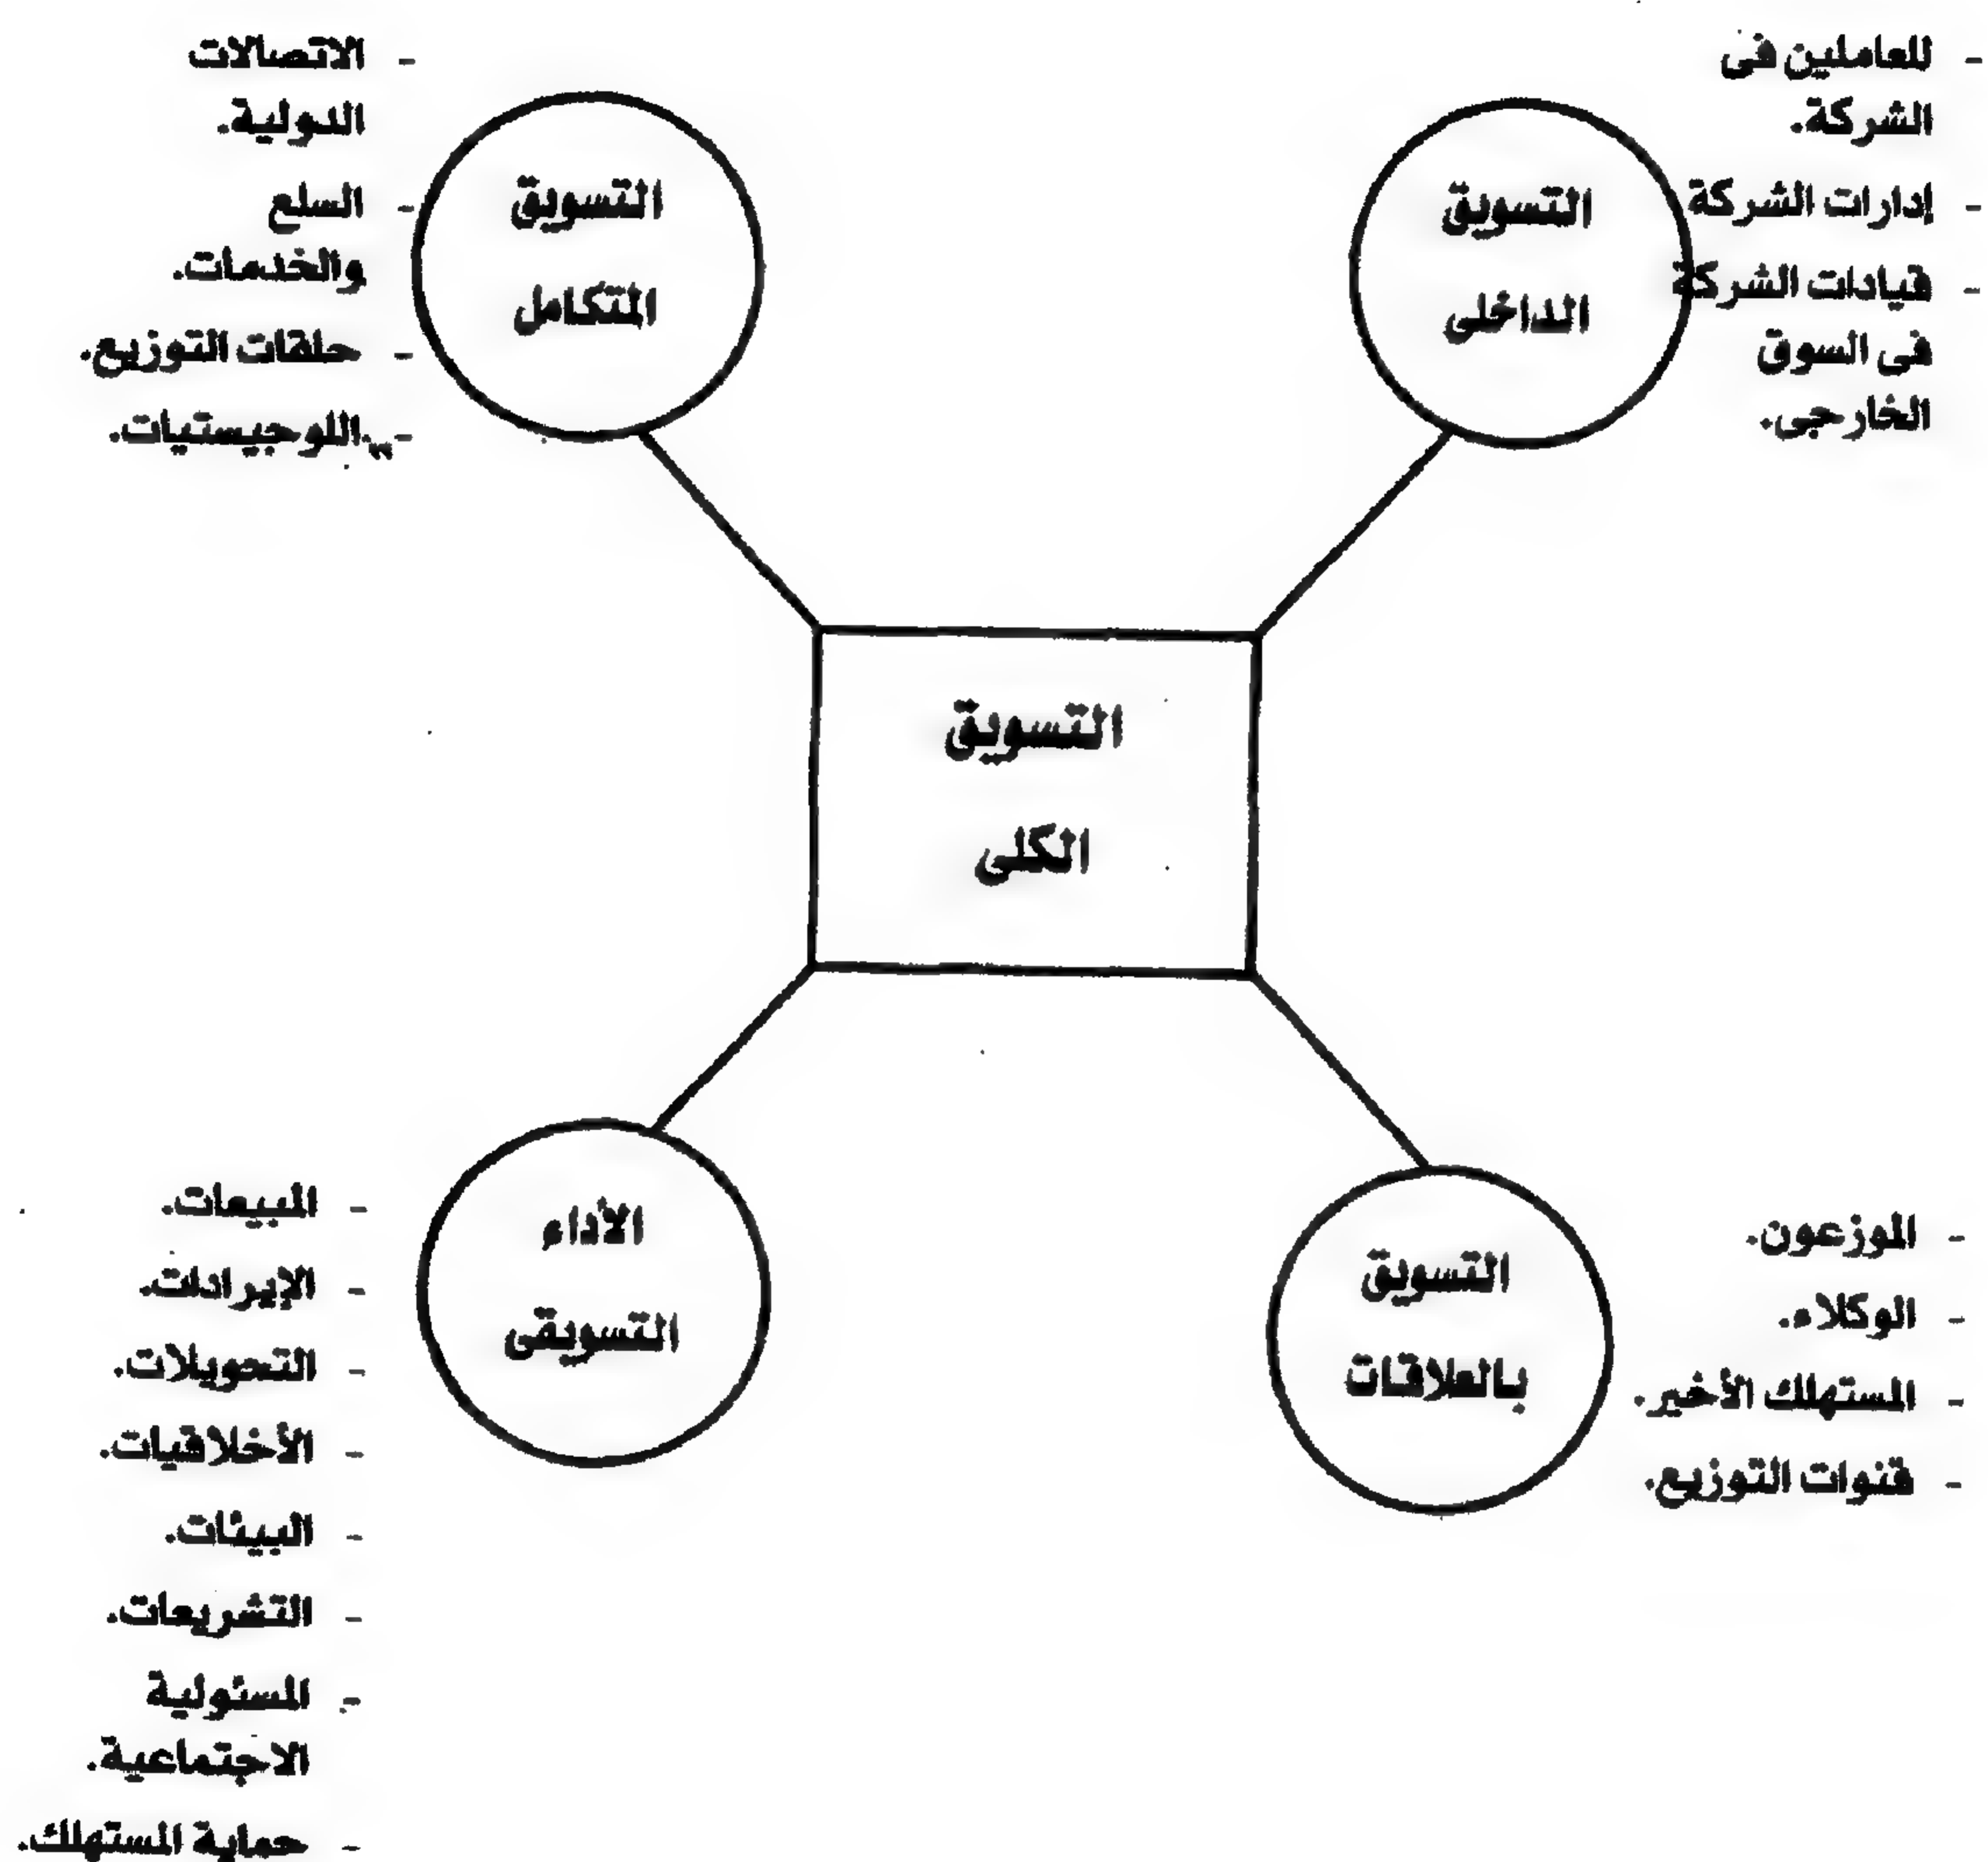 - للعاملين فى
الشركة.
- إدارات الشركة
- قيادات الشركة
فى السوق
الخارجى.
التسويق
الداخلى
التسويق
المتكامل
- الاتصالات
الدولية.
- السلع
والخدمات.
- حلقات التوزيع.
- اللوجيستيات.
التسويق
الكلى
- الموزعون.
- الوكلاء.
- المستهلك الأخير.
- قنوات التوزيع.
التسويق
بالعلاقات
الأداء
التسويقى
- المبيعات.
- الإيرادات.
- التحويلات.
- الأخلاقيات.
- البيئات.
- التشريعات.
- المسئولية
الاجتماعية.
- حماية المستهلك.